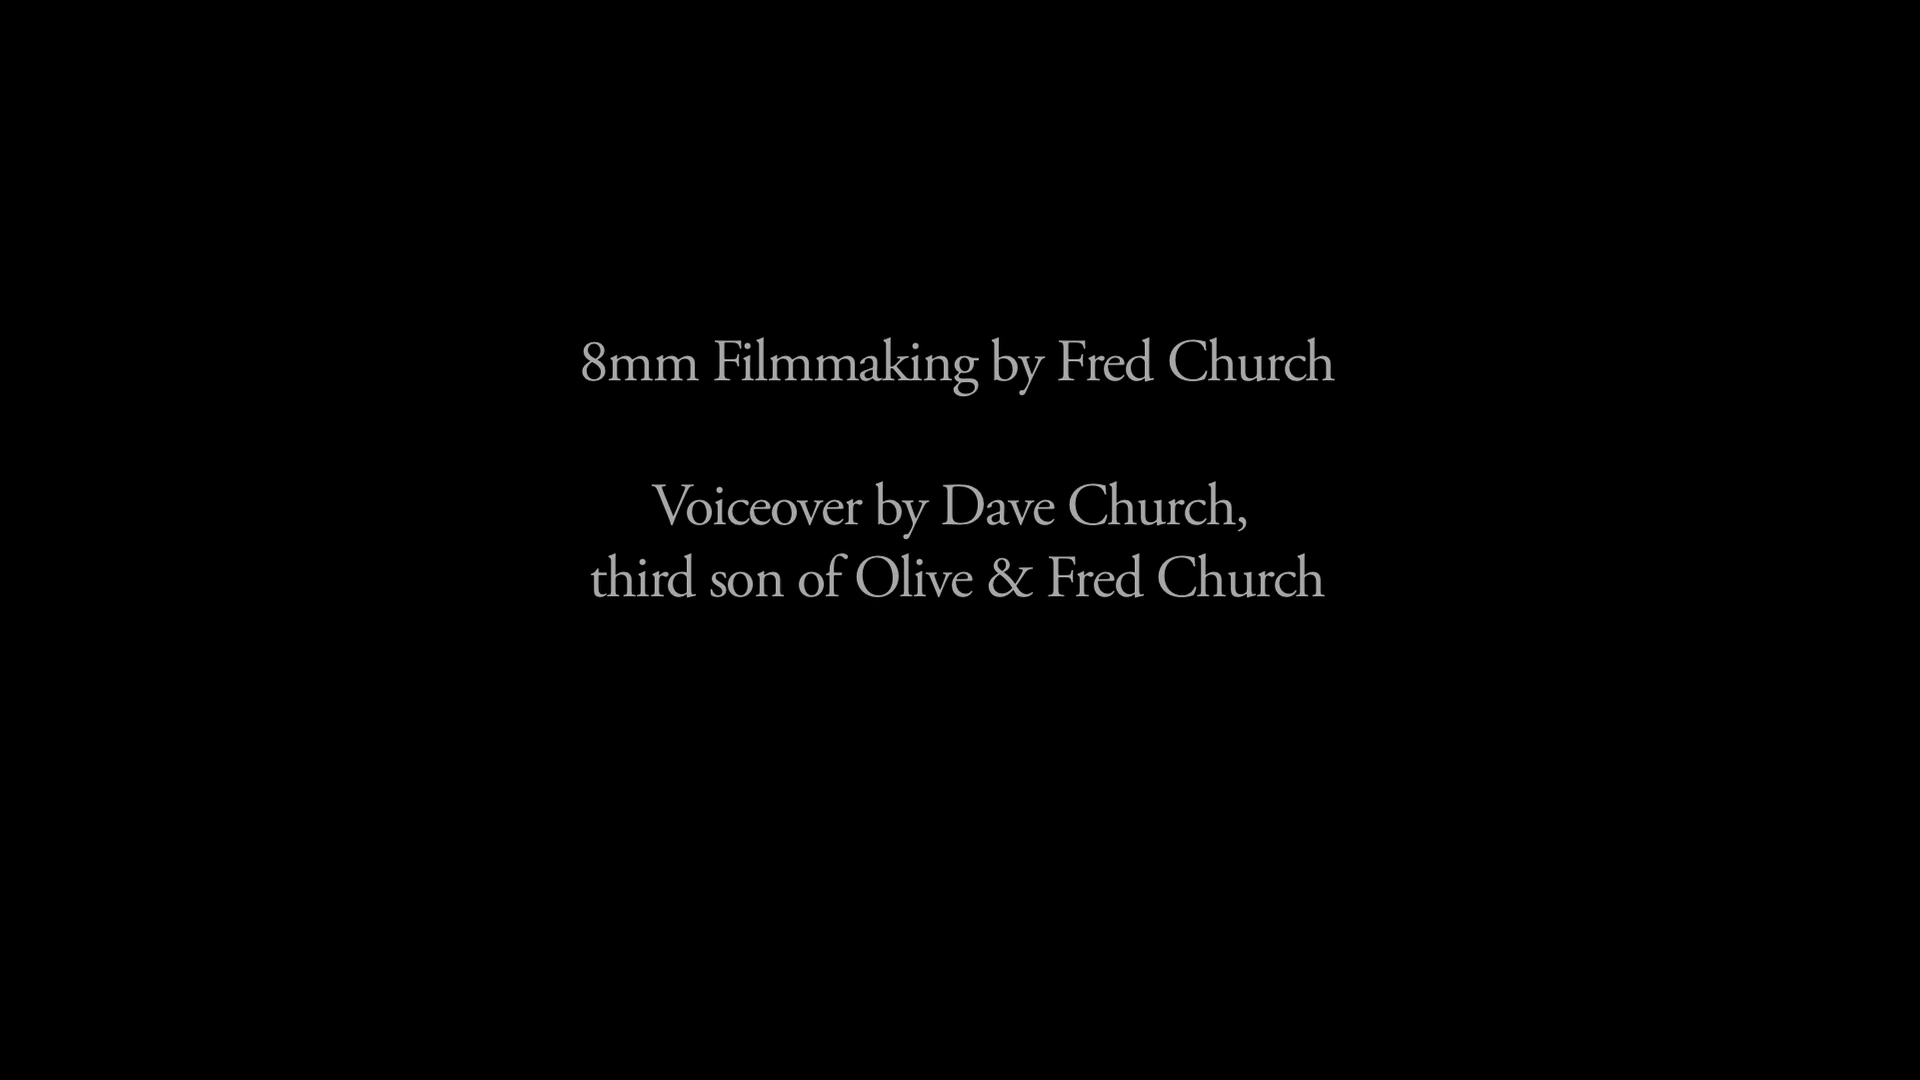 8mm Filmmaking by Fred Church
Voiceover by Dave Church,
third son of Olive & Fred Church